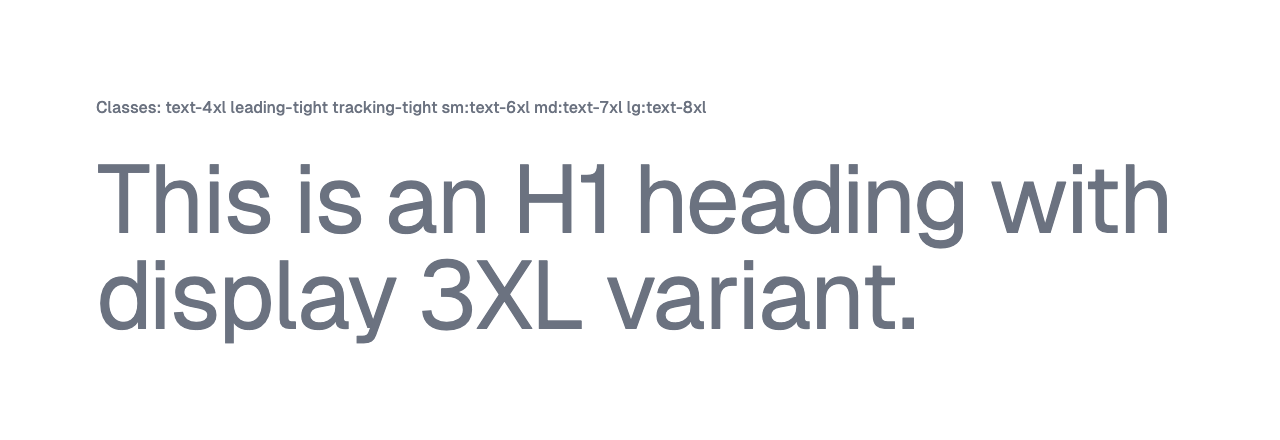 Classes: text-4xl leading-tight tracking-tight sm:text-6xl md:text-7xl lg:text-8xl
This is an H1 heading with
display 3XL variant.